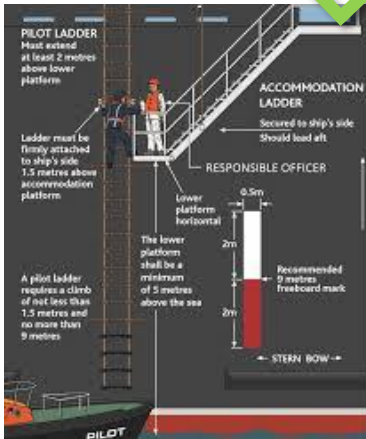 PILOT LADDER
Must extend
at least 2 metres
above lower
platform
ACCOMMODATION
LADDER
Secured to ship's side
Should lead aft
Ladder must be
firmly attached
to ship's side
1.5 metres above
accommodation
platform
RESPONSIBLE OFFICER
Lower
platform
horizontal
0.5m
2m
The lower
platform
shall be a
minimum
of 5 metres
above the sea
Recommended
9 metres
freeboard mark
A pilot ladder
requires a climb
of not less than
1.5 metres and
no more than
9 metres
2m
STERN BOW
PILOT